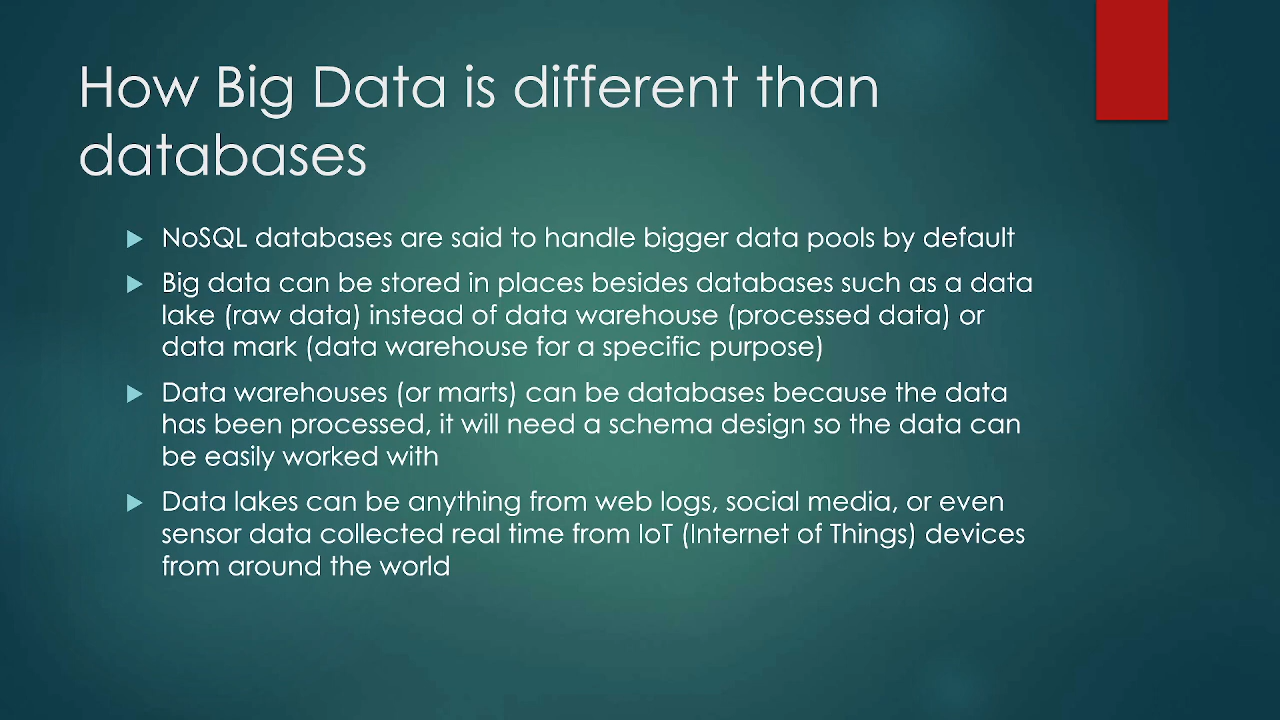 How Big Data is different than
databases
NoSQL databases are said to handle bigger data pools by default
Big data can be stored in places besides databases such as a data
lake (raw data) instead of data warehouse (processed data) or
data mark (data warehouse for a specific purpose)
Data warehouses (or marts) can be databases because the data
has been processed, it will need a schema design so the data can
be easily worked with
Data lakes can be anything from web logs, social media, or even
sensor data collected real time from IoT (Internet of Things) devices
from around the world